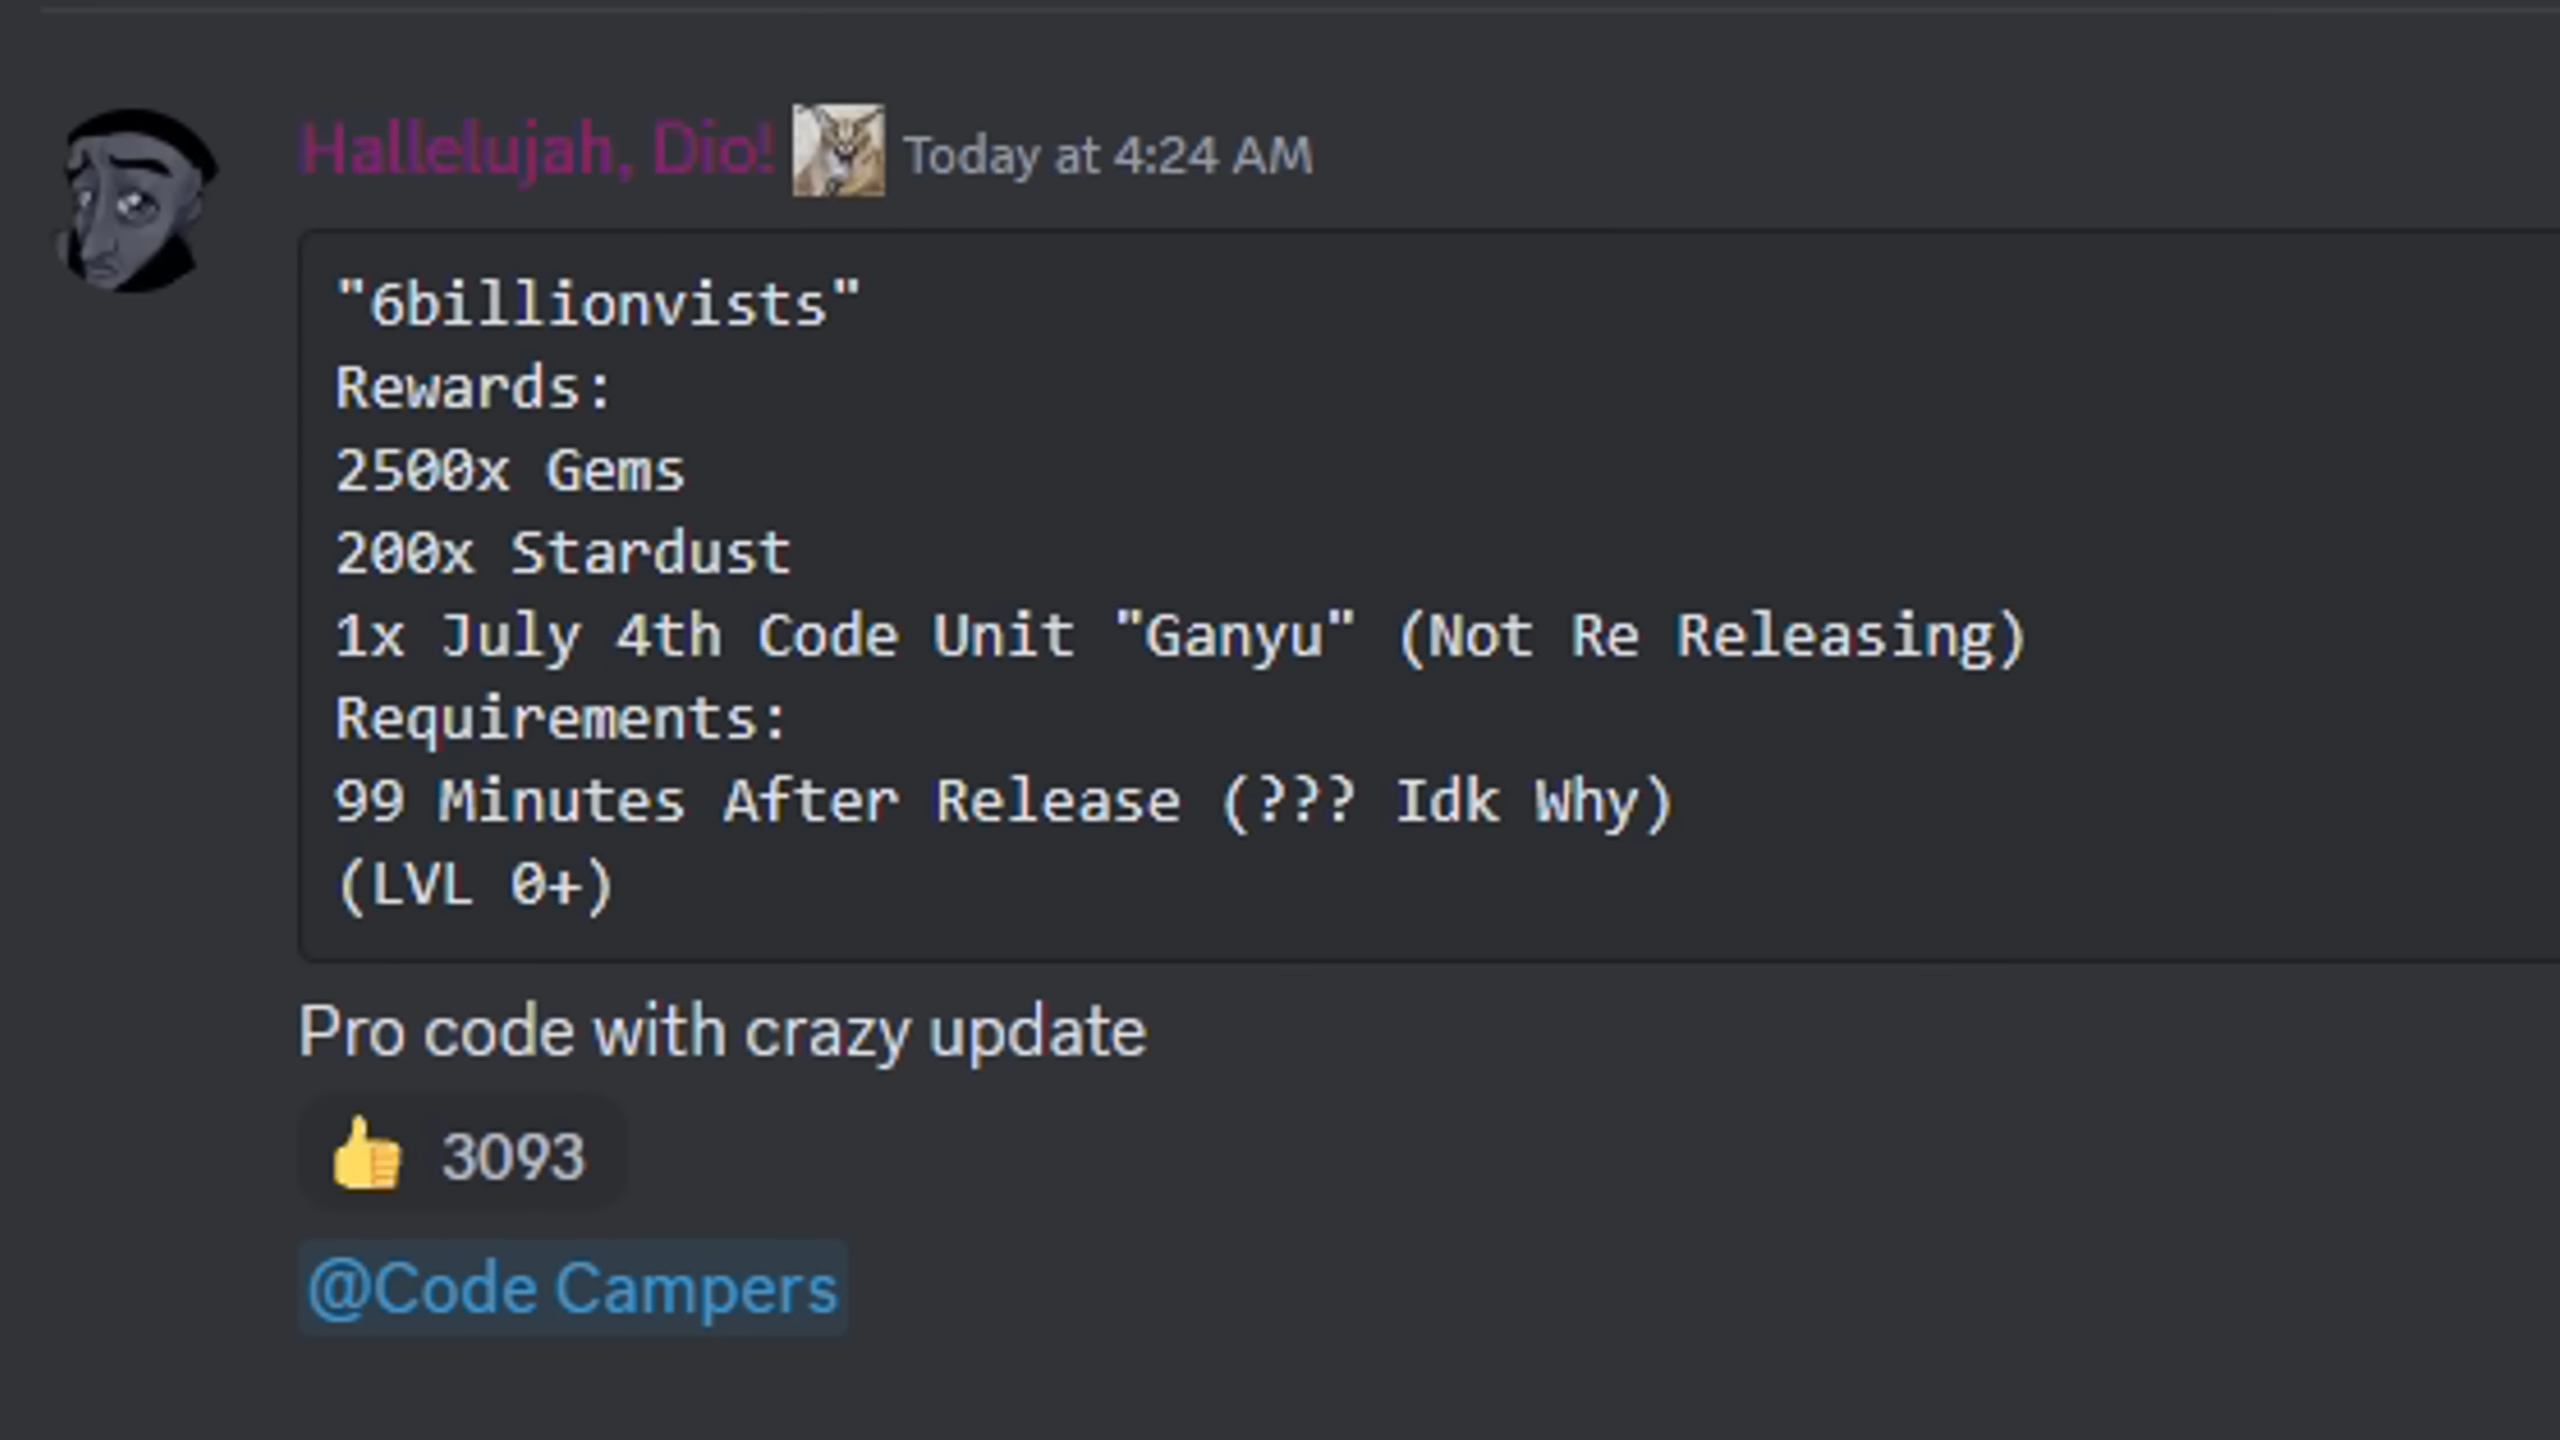 Hallelujah, Dio! Today at 4:24 AM
"6billionvists"
Rewards:
2500x Gems
200x Stardust
1x July 4th Code Unit "Ganyu" (Not Re Releasing)
Requirements:
99 Minutes After Release (??? Idk Why)
(LVL 0+)
Pro code with crazy update
👍 3093
@Code Campers